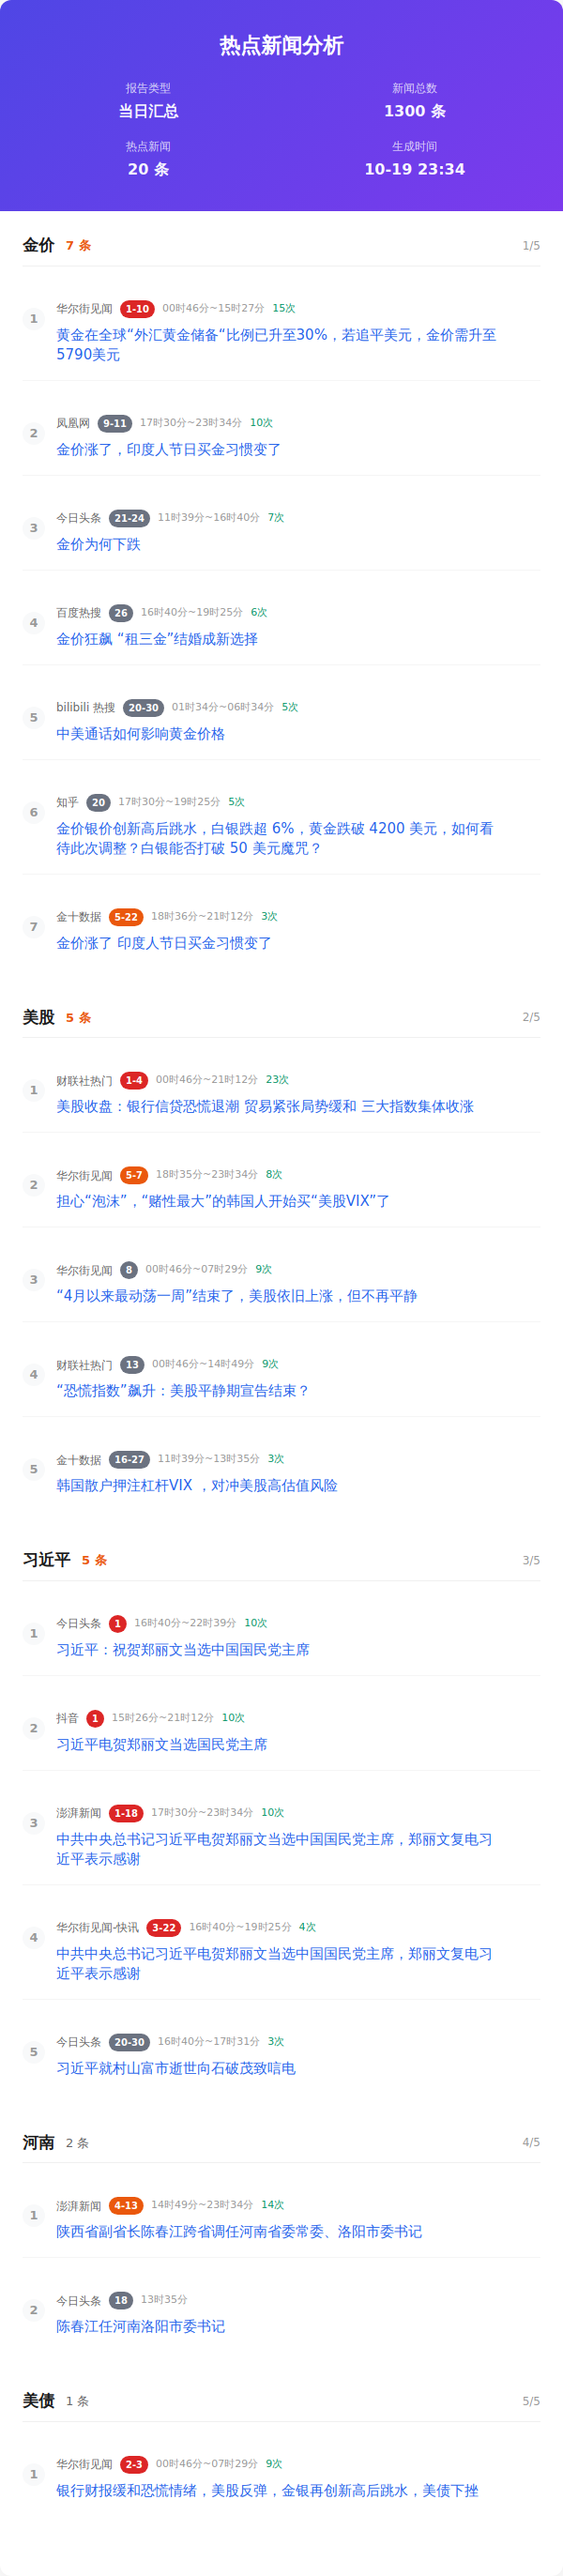 热点新闻分析
报告类型
新闻总数
当日汇总
1300 条
热点新闻
生成时间
20 条
10-19 23:34
金价 7 条 1/5
华尔街见闻 1-10 00时46分~15时27分 15次
1
黄金在全球“外汇黄金储备“比例已升至30%，若追平美元，金价需升至
5790美元
凤凰网 9-11 17时30分~23时34分 10次
2
金价涨了，印度人节日买金习惯变了
今日头条 21-24 11时39分~16时40分 7次
3
金价为何下跌
百度热搜 26 16时40分~19时25分 6次
4
金价狂飙 “租三金”结婚成新选择
bilibili 热搜 20-30 01时34分~06时34分 5次
5
中美通话如何影响黄金价格
知乎 20 17时30分~19时25分 5次
6
金价银价创新高后跳水，白银跌超 6%，黄金跌破 4200 美元，如何看
待此次调整？白银能否打破 50 美元魔咒？
金十数据 5-22 18时36分~21时12分 3次
7
金价涨了 印度人节日买金习惯变了
美股 5 条 2/5
财联社热门 1-4 00时46分~21时12分 23次
1
美股收盘：银行信贷恐慌退潮 贸易紧张局势缓和 三大指数集体收涨
华尔街见闻 5-7 18时35分~23时34分 8次
2
担心“泡沫”，“赌性最大”的韩国人开始买“美股VIX”了
华尔街见闻 8 00时46分~07时29分 9次
3
“4月以来最动荡一周”结束了，美股依旧上涨，但不再平静
财联社热门 13 00时46分~14时49分 9次
4
“恐慌指数”飙升：美股平静期宣告结束？
金十数据 16-27 11时39分~13时35分 3次
5
韩国散户押注杠杆VIX ，对冲美股高估值风险
习近平 5 条 3/5
今日头条 1 16时40分~22时39分 10次
1
习近平：祝贺郑丽文当选中国国民党主席
抖音 1 15时26分~21时12分 10次
2
习近平电贺郑丽文当选国民党主席
澎湃新闻 1-18 17时30分~23时34分 10次
3
中共中央总书记习近平电贺郑丽文当选中国国民党主席，郑丽文复电习
近平表示感谢
华尔街见闻-快讯 3-22 16时40分~19时25分 4次
4
中共中央总书记习近平电贺郑丽文当选中国国民党主席，郑丽文复电习
近平表示感谢
今日头条 20-30 16时40分~17时31分 3次
5
习近平就村山富市逝世向石破茂致唁电
河南 2 条 4/5
澎湃新闻 4-13 14时49分~23时34分 14次
1
陕西省副省长陈春江跨省调任河南省委常委、洛阳市委书记
今日头条 18 13时35分
2
陈春江任河南洛阳市委书记
美债 1 条 5/5
华尔街见闻 2-3 00时46分~07时29分 9次
1
银行财报缓和恐慌情绪，美股反弹，金银再创新高后跳水，美债下挫